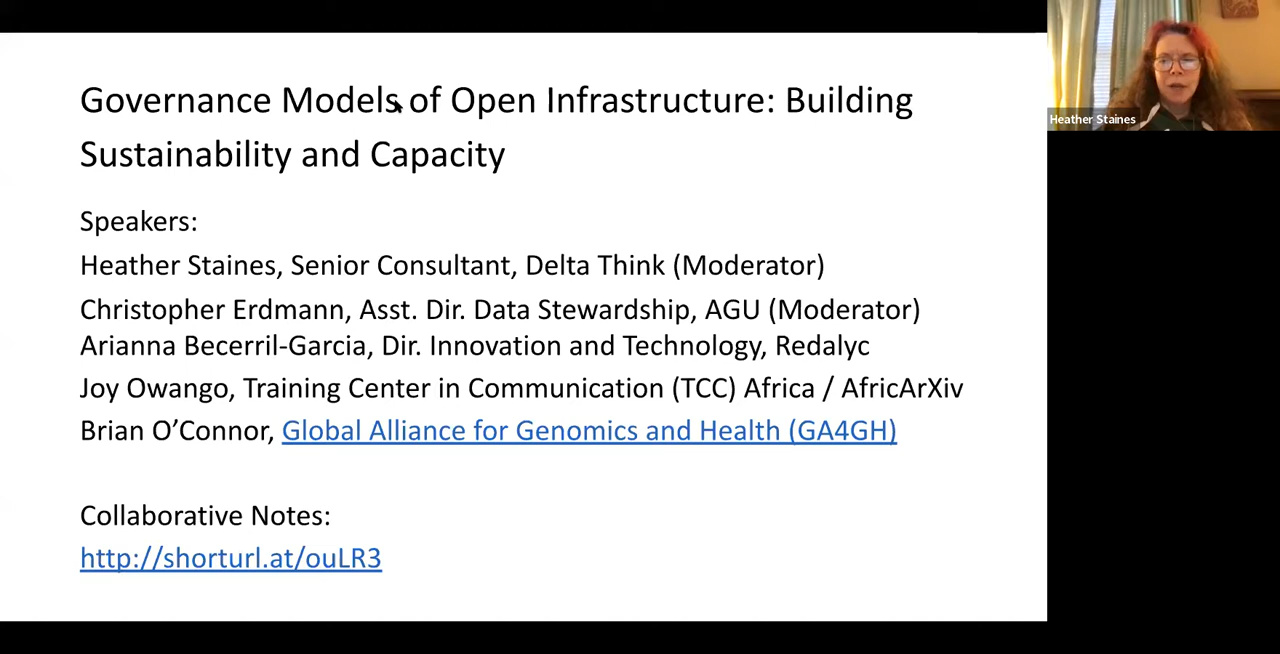 Governance Models of Open Infrastructure: Building
Sustainability and Capacity
Speakers:
Heather Staines, Senior Consultant, Delta Think (Moderator)
Christopher Erdmann, Asst. Dir. Data Stewardship, AGU (Moderator)
Arianna Becerril-Garcia, Dir. Innovation and Technology, Redalyc
Joy Owango, Training Center in Communication (TCC) Africa / AfricArXiv
Brian O’Connor, Global Alliance for Genomics and Health (GA4GH)
Collaborative Notes:
http://shorturl.at/ouLR3
Heather Staines